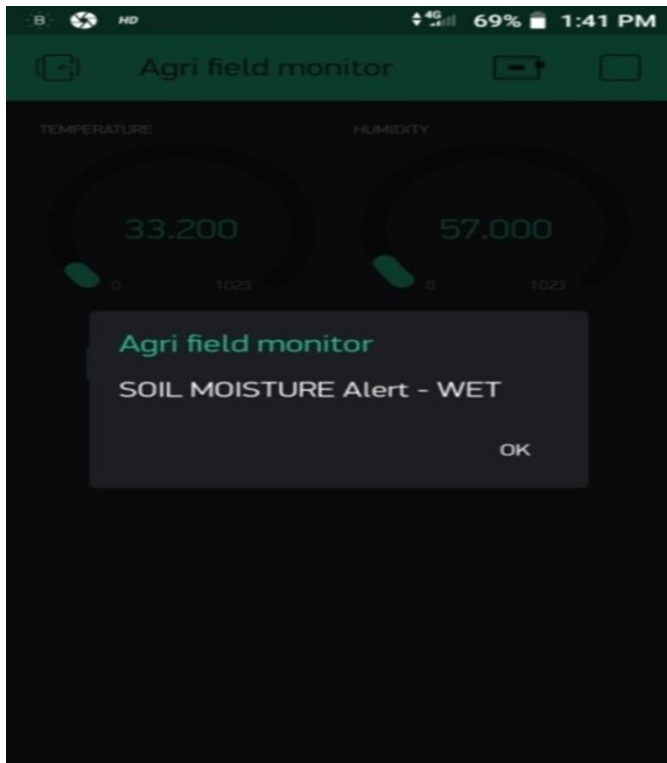 B HD 4G 69% 1:41 PM
Agri field monitor
TEMPERATURE HUMIDITY
33.200 57.000
0 1023 0 1023
Agri field monitor
SOIL MOISTURE Alert - WET
OK